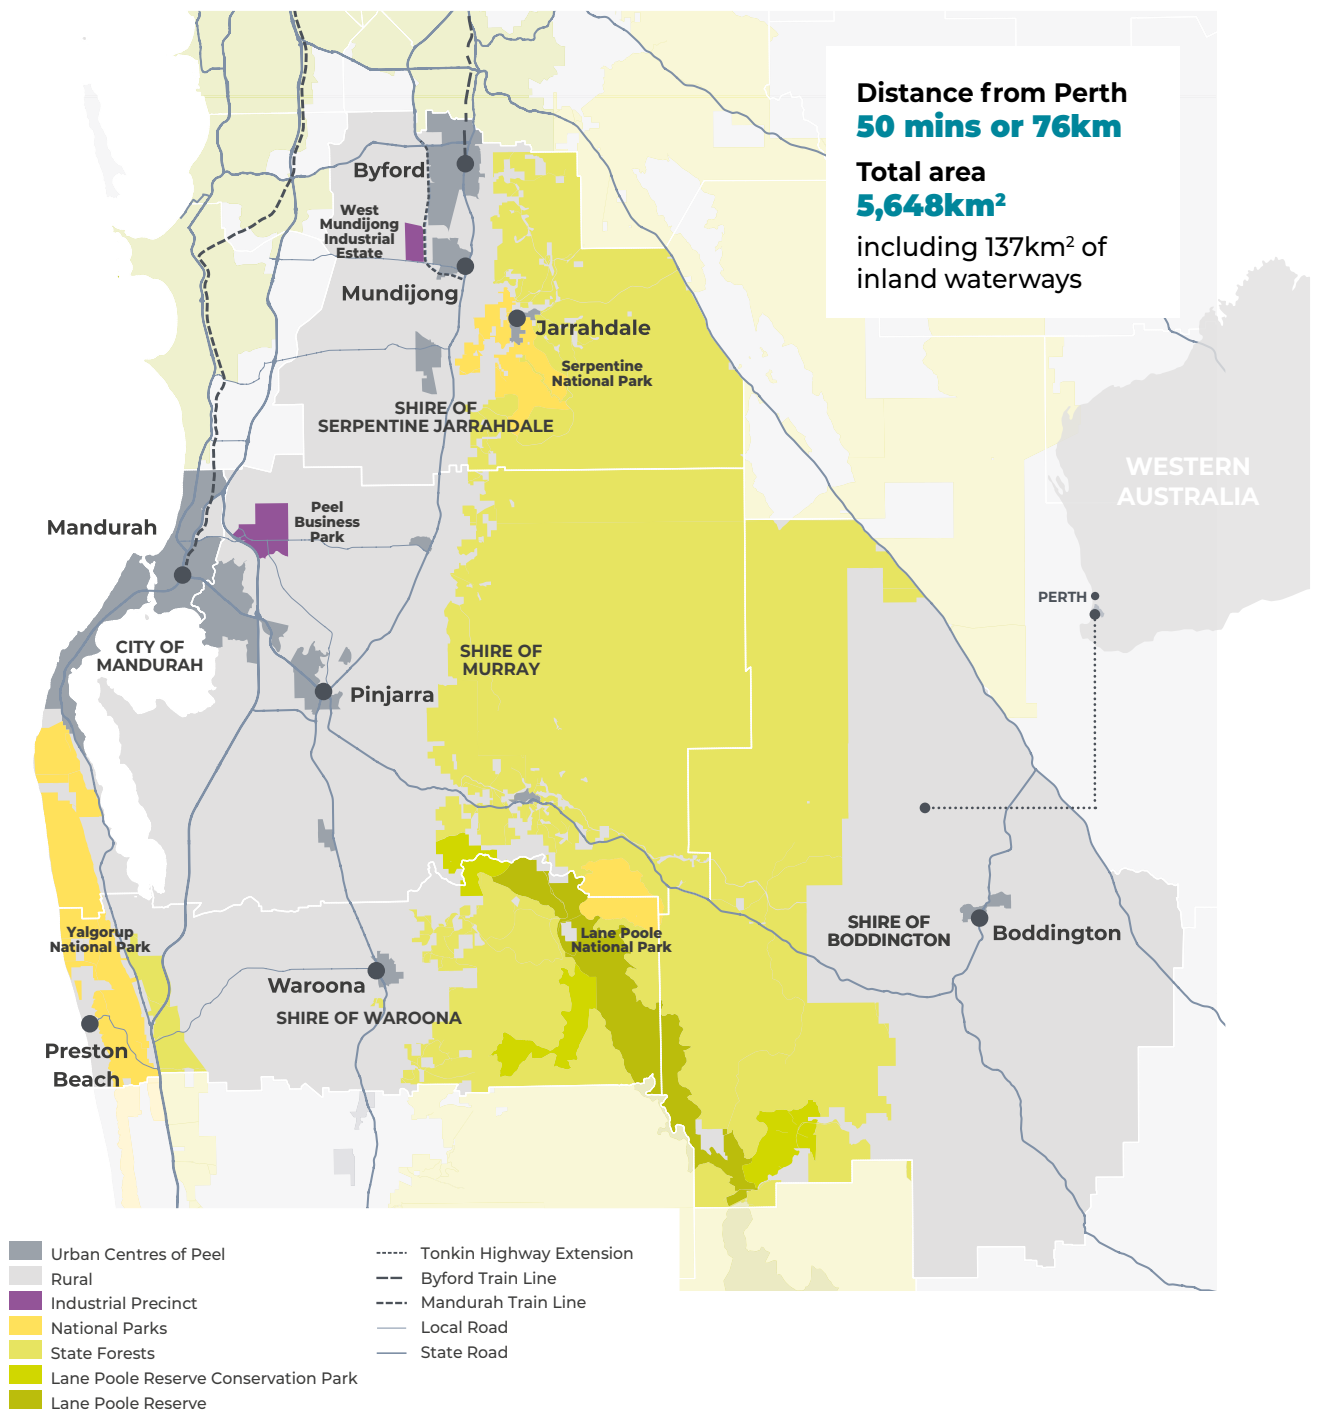 Distance from Perth
50 mins or 76km
Total area
5,648km²
including 137km² of
inland waterways
Byford
West
Mundijong
Industrial
Estate
Mundijong
Jarrahdale
Serpentine
National Park
SHIRE OF
SERPENTINE JARRAHDALE
WESTERN
AUSTRALIA
Peel
Business
Park
Mandurah
PERTH
CITY OF
MANDURAH
SHIRE OF
MURRAY
Pinjarra
Yalgorup
National Park
Lane Poole
National Park
SHIRE OF
BODDINGTON
Boddington
Waroona
SHIRE OF WAROONA
Preston
Beach
Urban Centres of Peel
Rural
Industrial Precinct
National Parks
State Forests
Lane Poole Reserve Conservation Park
Lane Poole Reserve
Tonkin Highway Extension
Byford Train Line
Mandurah Train Line
Local Road
State Road